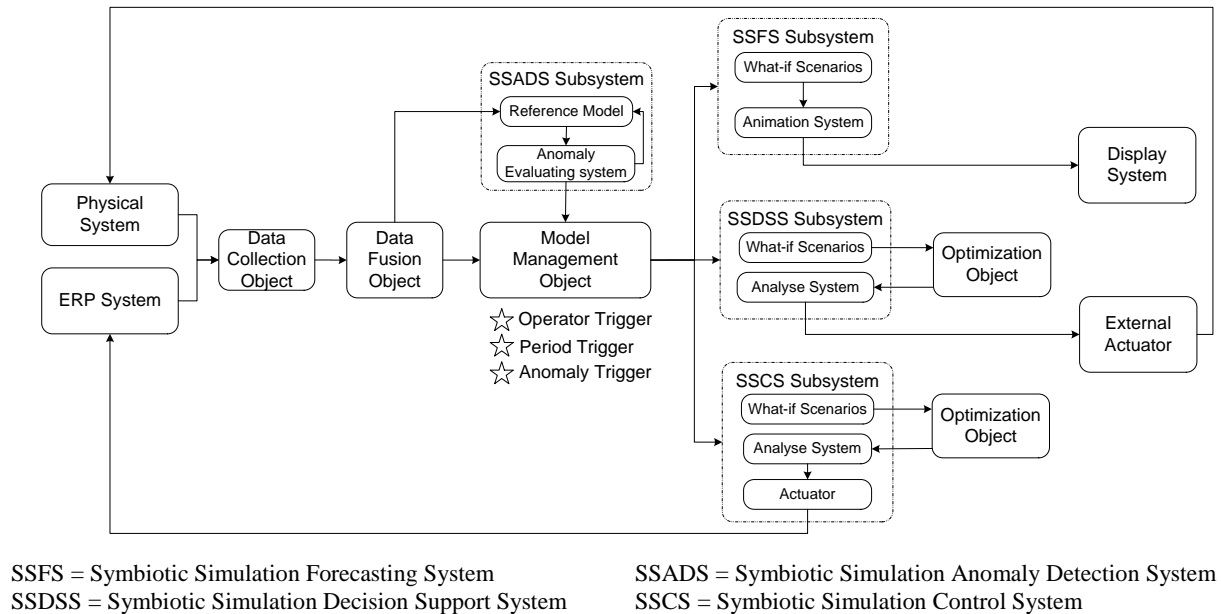 SSFS Subsystem
What-if Scenarios
Animation System
SSADS Subsystem
Reference Model
Anomaly
Evaluating system
Display
System
Physical
System
ERP System
Data
Collection
Object
Data
Fusion
Object
Model
Management
Object
Operator Trigger
Period Trigger
Anomaly Trigger
SSDSS Subsystem
What-if Scenarios
Analyse System
Optimization
Object
External
Actuator
SSCS Subsystem
What-if Scenarios
Analyse System
Actuator
Optimization
Object
SSFS = Symbiotic Simulation Forecasting System
SSADS = Symbiotic Simulation Anomaly Detection System
SSDSS = Symbiotic Simulation Decision Support System
SSCS = Symbiotic Simulation Control System